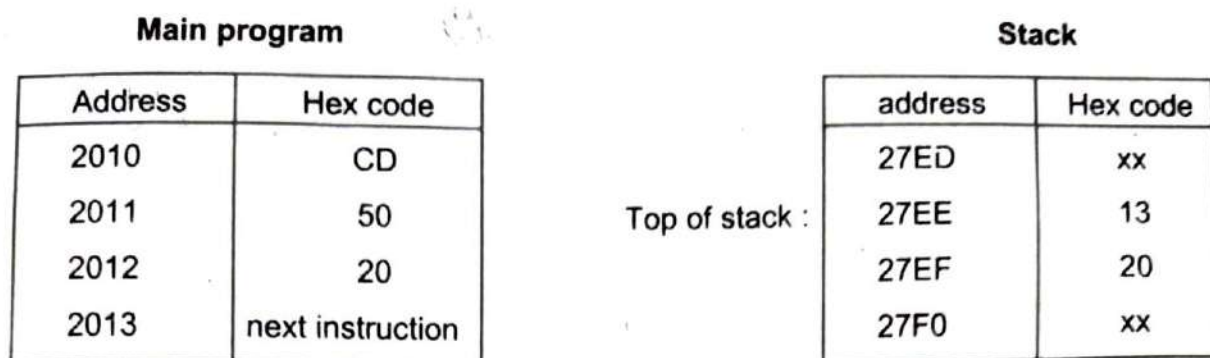 Main program
Stack
Address Hex code
2010 CD
2011 50
2012 20
2013 next instruction
Top of stack :
address Hex code
27ED xx
27EE 13
27EF 20
27F0 xx